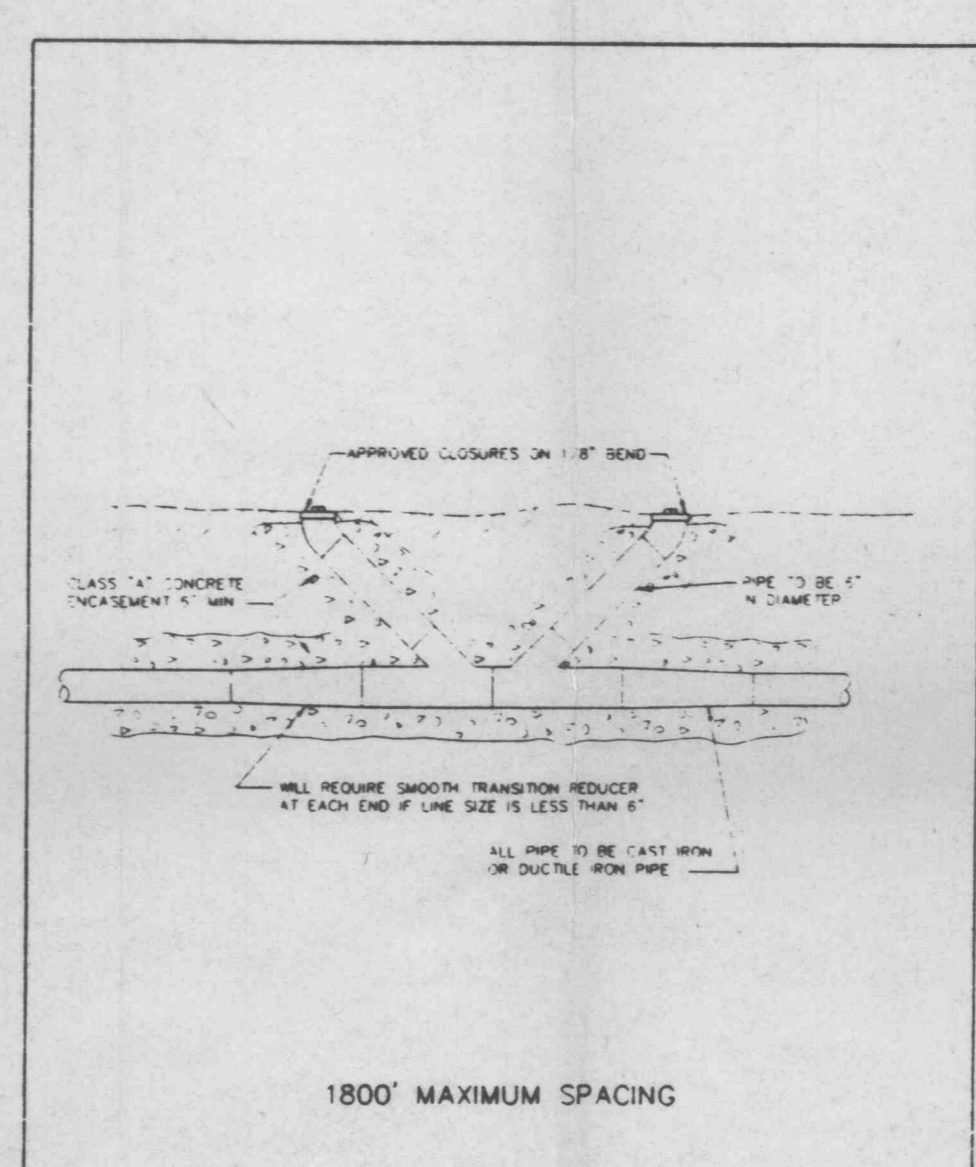 APPROVED CLOSURES ON 1/8" BEND
CLASS "A" CONCRETE
ENCASEMENT 6" MIN
PIPE TO BE 6"
IN DIAMETER
WILL REQUIRE SMOOTH TRANSITION REDUCER
AT EACH END IF LINE SIZE IS LESS THAN 6"
ALL PIPE TO BE CAST IRON
OR DUCTILE IRON PIPE
1800' MAXIMUM SPACING